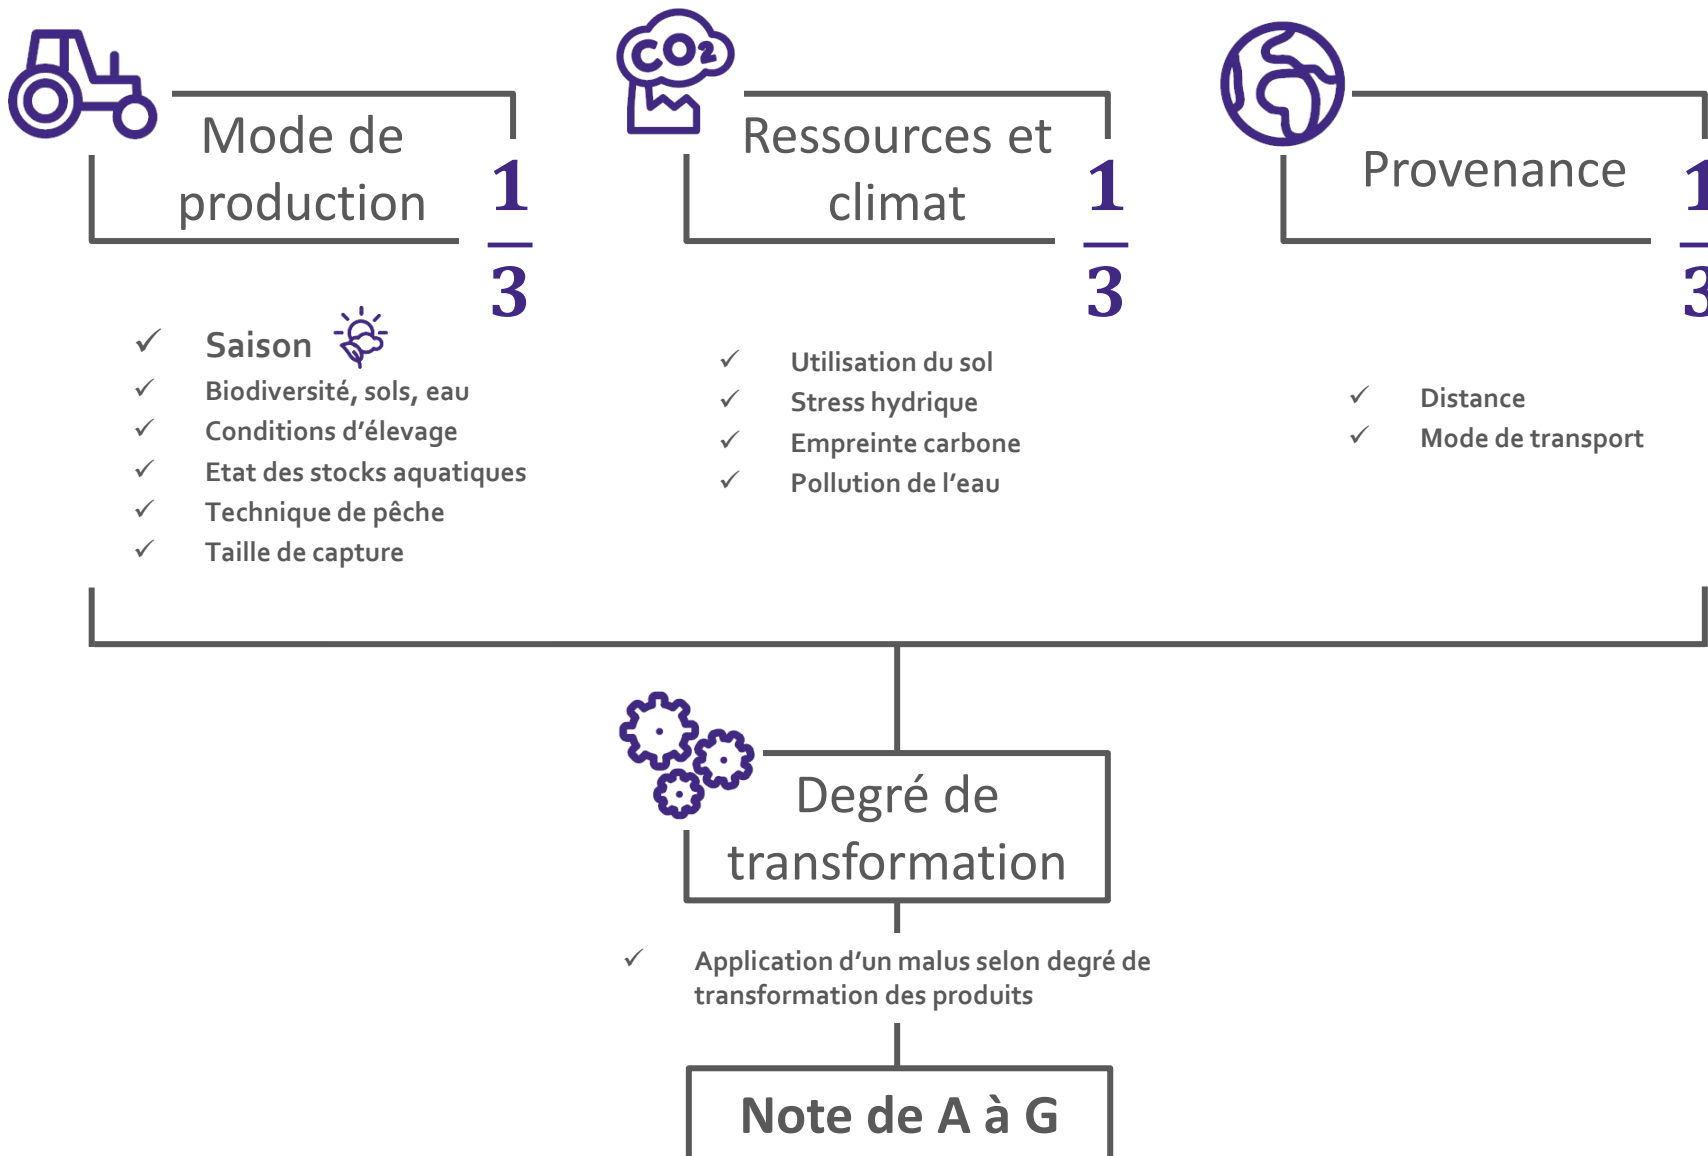 CO2
Mode de
production
1
3
Ressources et
climat
1
3
Provenance
1
3
✓ Saison
✓ Biodiversité, sols, eau
✓ Conditions d'élevage
✓ Etat des stocks aquatiques
✓ Technique de pêche
✓ Taille de capture
✓ Utilisation du sol
✓ Stress hydrique
✓ Empreinte carbone
✓ Pollution de l'eau
✓ Distance
✓ Mode de transport
Degré de
transformation
✓ Application d'un malus selon degré de
transformation des produits
Note de A à G